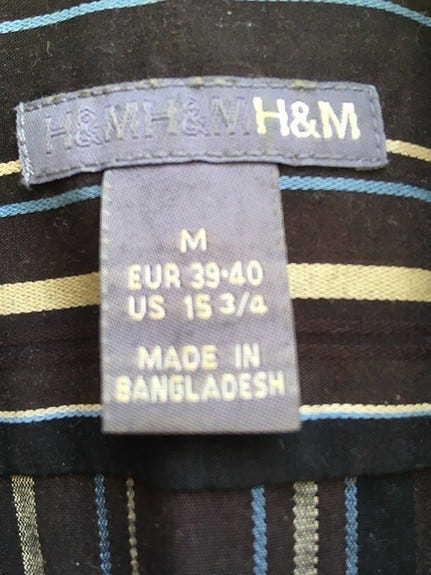 H&MH&MH&M
M
EUR 39-40
US 15 3/4
MADE IN
BANGLADESH